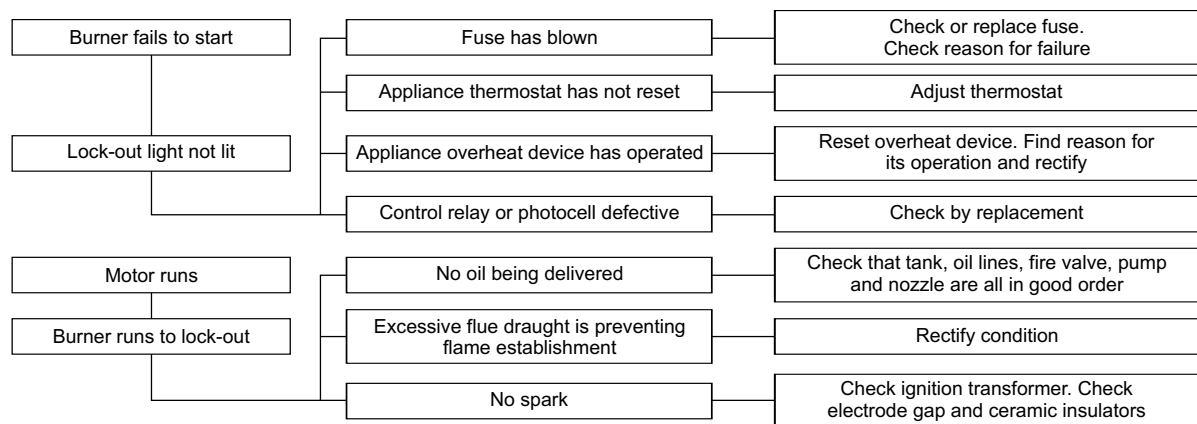 Burner fails to start
Fuse has blown
Check or replace fuse.
Check reason for failure
Appliance thermostat has not reset
Adjust thermostat
Lock-out light not lit
Appliance overheat device has operated
Reset overheat device. Find reason for
its operation and rectify
Control relay or photocell defective
Check by replacement
Motor runs
No oil being delivered
Check that tank, oil lines, fire valve, pump
and nozzle are all in good order
Burner runs to lock-out
Excessive flue draught is preventing
flame establishment
Rectify condition
No spark
Check ignition transformer. Check
electrode gap and ceramic insulators